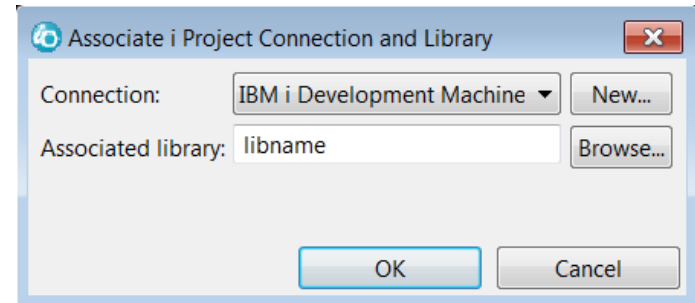 Associate i Project Connection and Library
Connection: IBM i Development Machine New...
Associated library: libname Browse...
OK Cancel